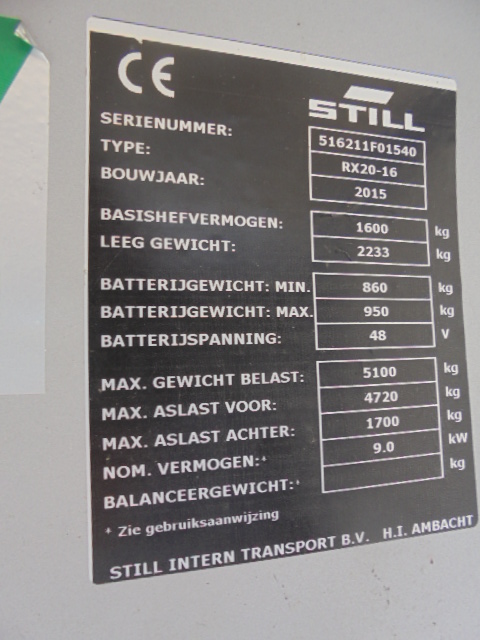 CE
STILL
SERIENUMMER: 516211F01540
TYPE: RX20-16
BOUWJAAR: 2015
BASISHEFVERMOGEN: 1600 kg
LEEG GEWICHT: 2233 kg
BATTERIJGEWICHT: MIN. 860 kg
BATTERIJGEWICHT: MAX. 950 kg
BATTERIJSPANNING: 48 V
MAX. GEWICHT BELAST: 5100 kg
MAX. ASLAST VOOR: 4720 kg
MAX. ASLAST ACHTER: 1700 kg
NOM. VERMOGEN:* 9.0 kW
BALANCEERGEWICHT:* kg
* Zie gebruiksaanwijzing
STILL INTERN TRANSPORT B.V. H.I. AMBACHT